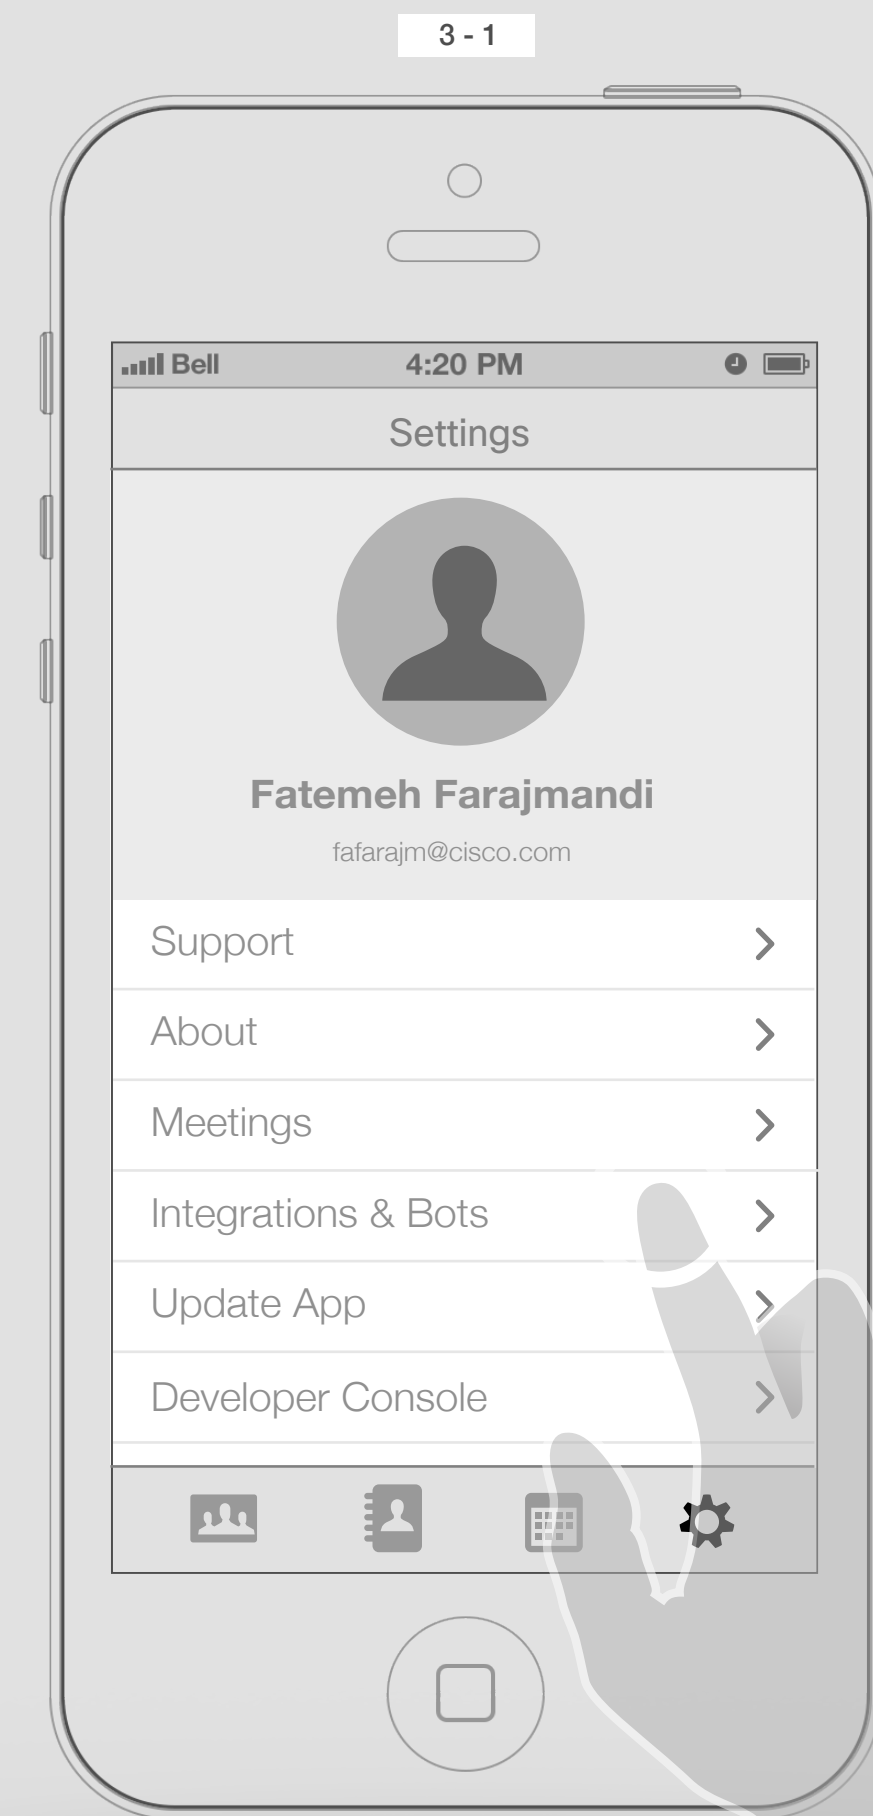 3 - 1
Bell 4:20 PM
Settings
Fatemeh Farajmandi
fafarajm@cisco.com
Support
About
Meetings
Integrations & Bots
Update App
Developer Console